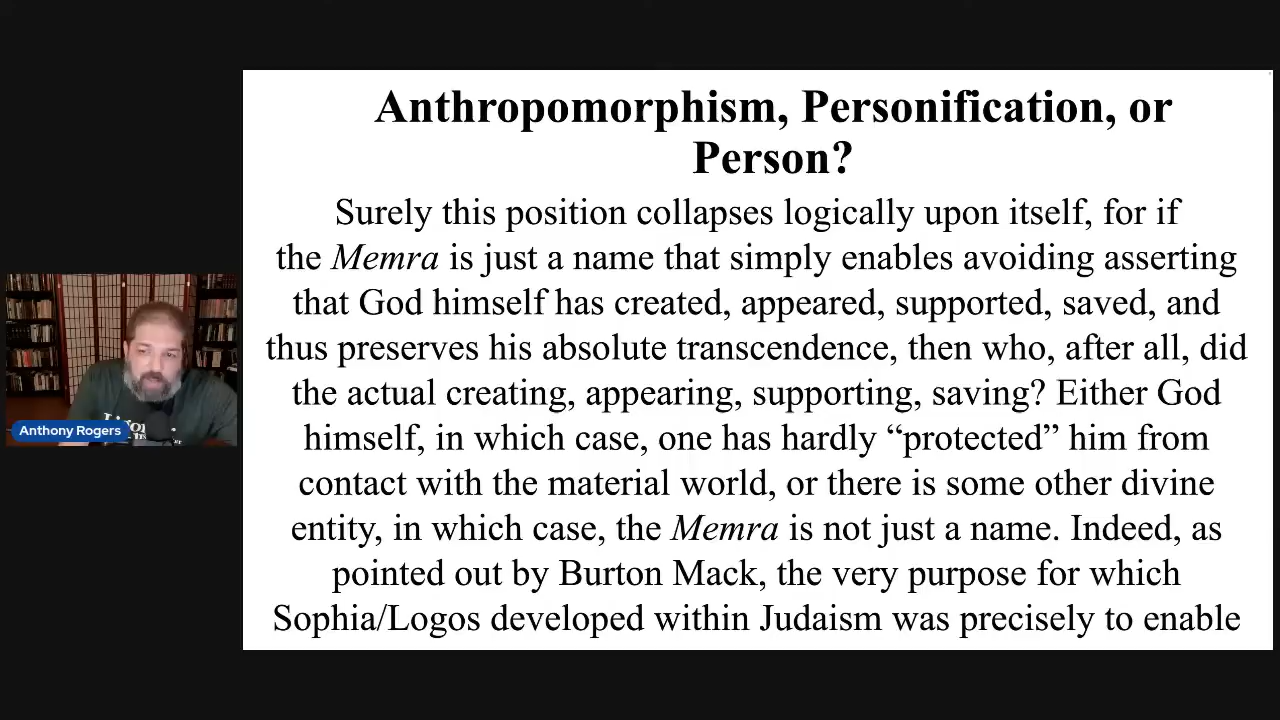 Anthropomorphism, Personification, or
Person?
Surely this position collapses logically upon itself, for if
the Memra is just a name that simply enables avoiding asserting
that God himself has created, appeared, supported, saved, and
thus preserves his absolute transcendence, then who, after all, did
the actual creating, appearing, supporting, saving? Either God
himself, in which case, one has hardly “protected” him from
contact with the material world, or there is some other divine
entity, in which case, the Memra is not just a name. Indeed, as
pointed out by Burton Mack, the very purpose for which
Sophia/Logos developed within Judaism was precisely to enable
Anthony Rogers